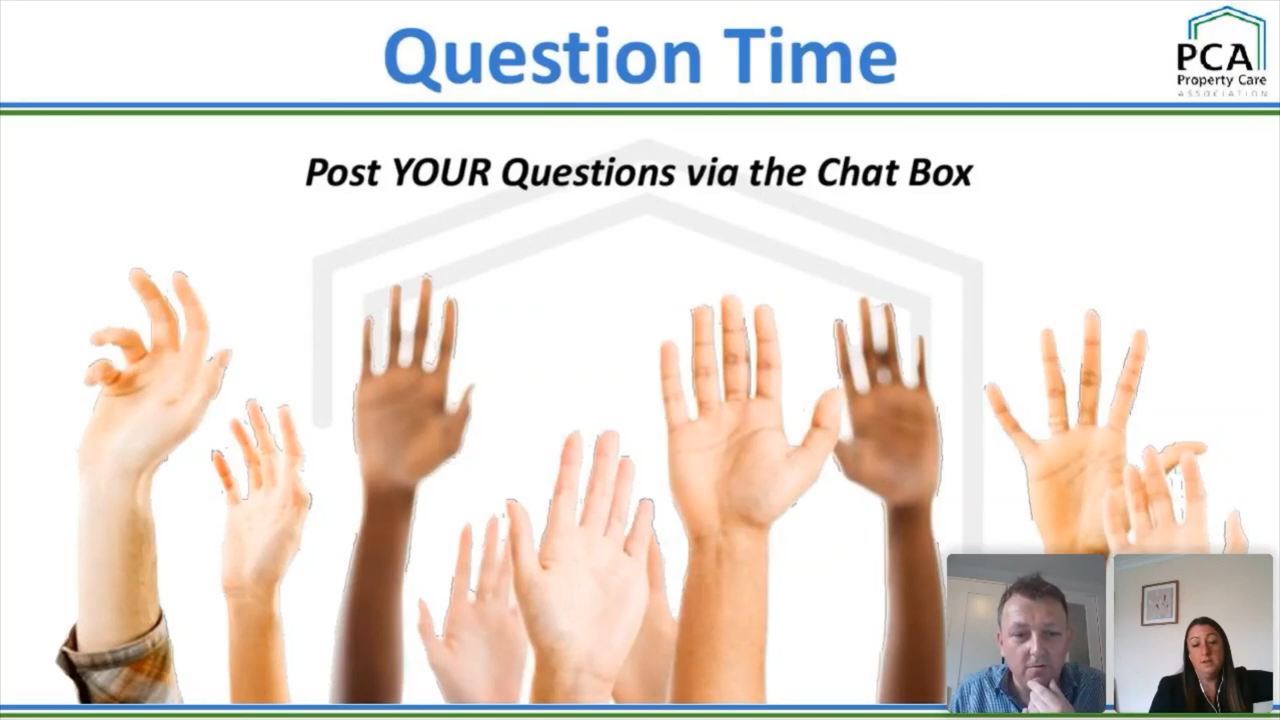 Question Time
PCA
Property Care
ASSOCIATION
Post YOUR Questions via the Chat Box